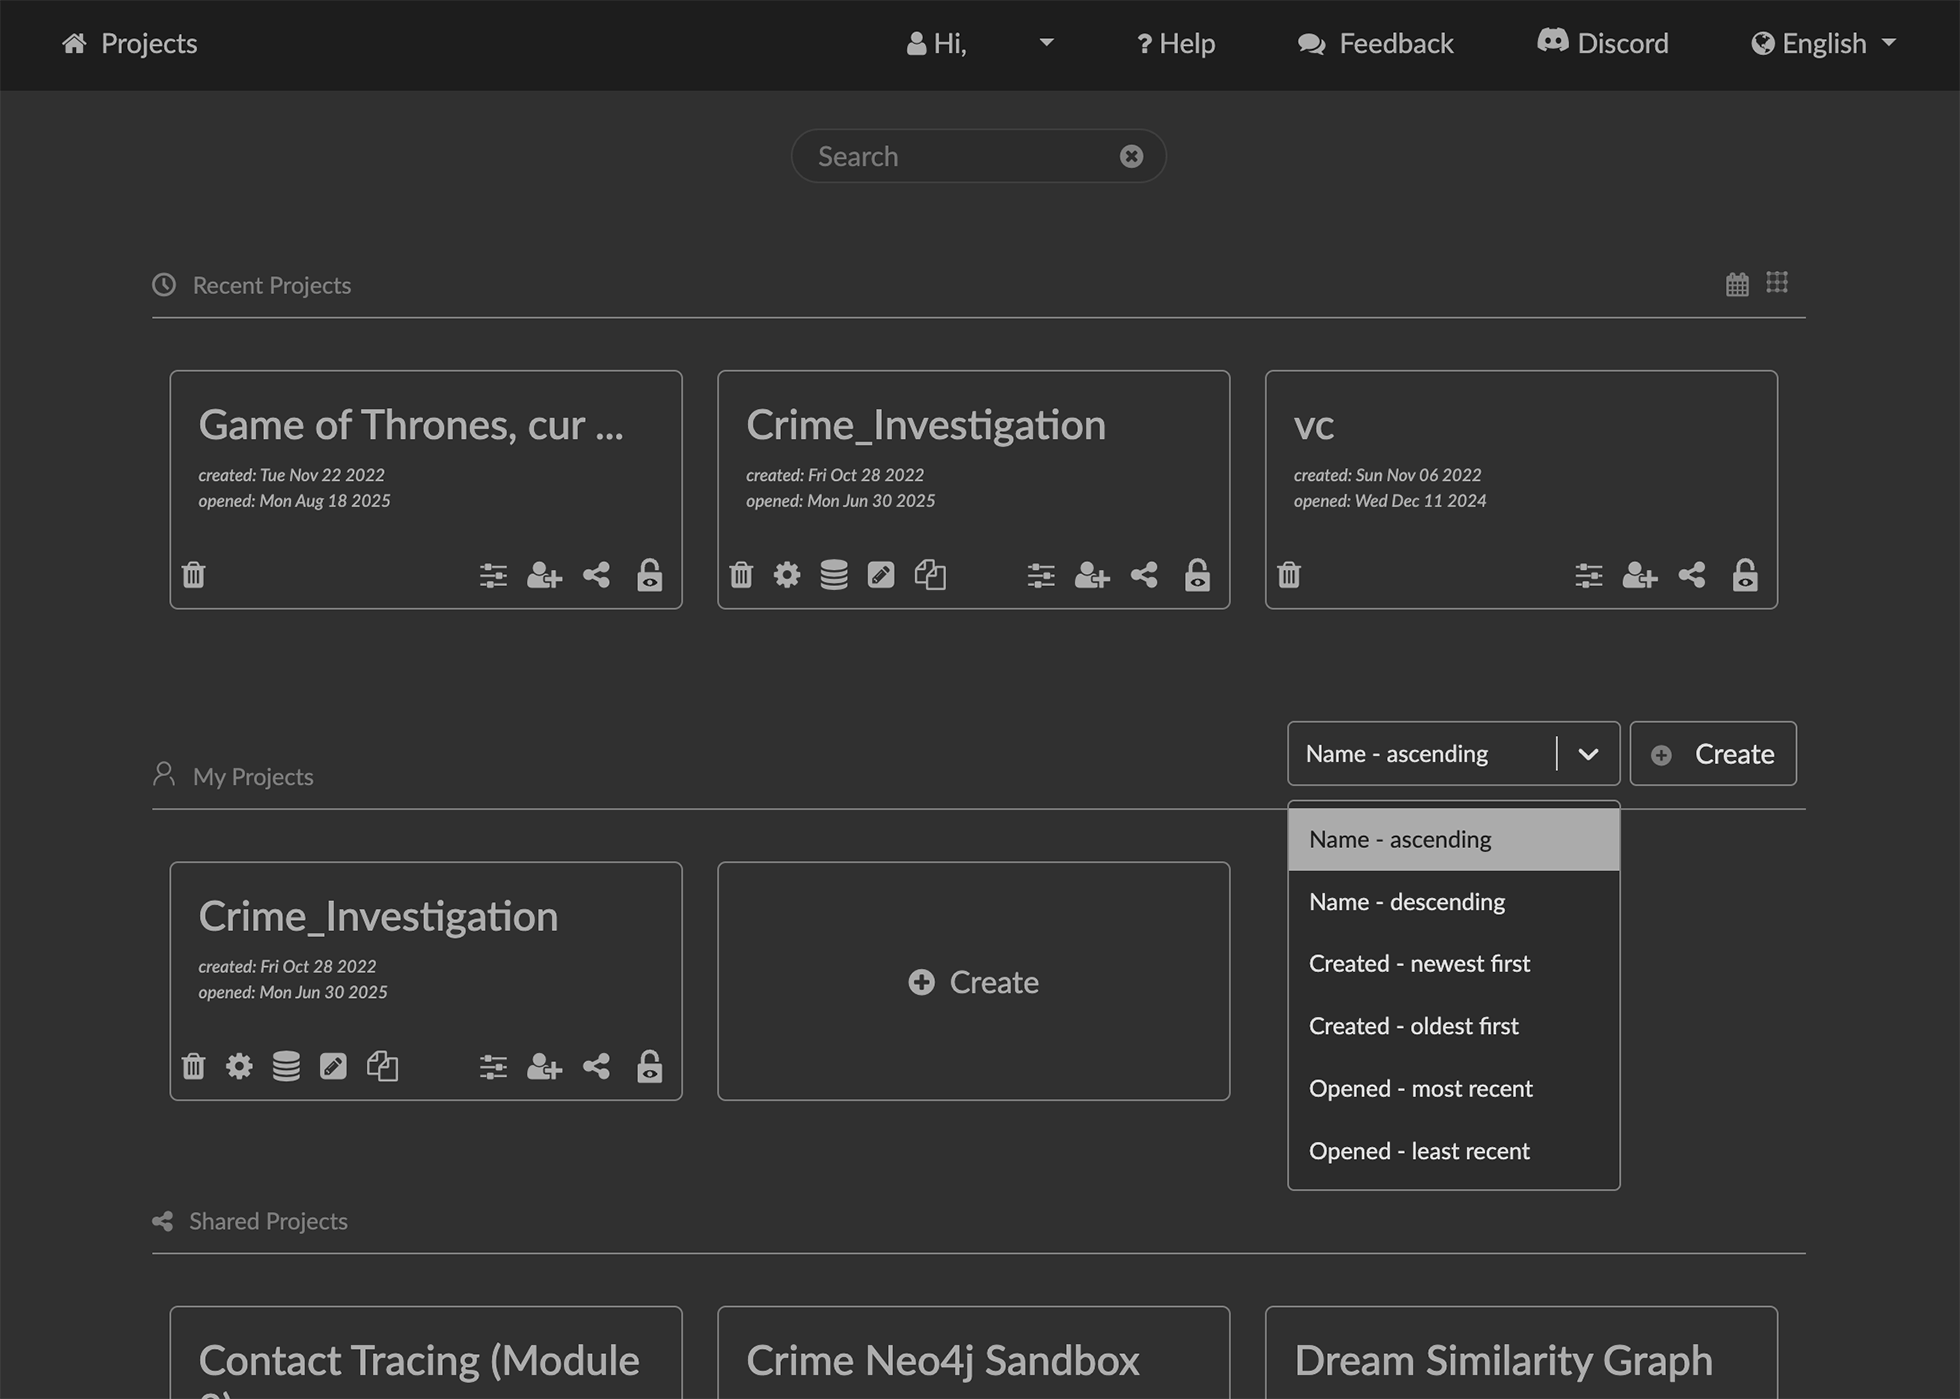 Projects
Hi,
? Help
Feedback
Discord
English
Search
Recent Projects
Game of Thrones, cur ...
created: Tue Nov 22 2022
opened: Mon Aug 18 2025
Crime_Investigation
created: Fri Oct 28 2022
opened: Mon Jun 30 2025
vc
created: Sun Nov 06 2022
opened: Wed Dec 11 2024
My Projects
Name - ascending
Create
Name - ascending
Name - descending
Created - newest first
Created - oldest first
Opened - most recent
Opened - least recent
Crime_Investigation
created: Fri Oct 28 2022
opened: Mon Jun 30 2025
Create
Shared Projects
Contact Tracing (Module
Crime Neo4j Sandbox
Dream Similarity Graph